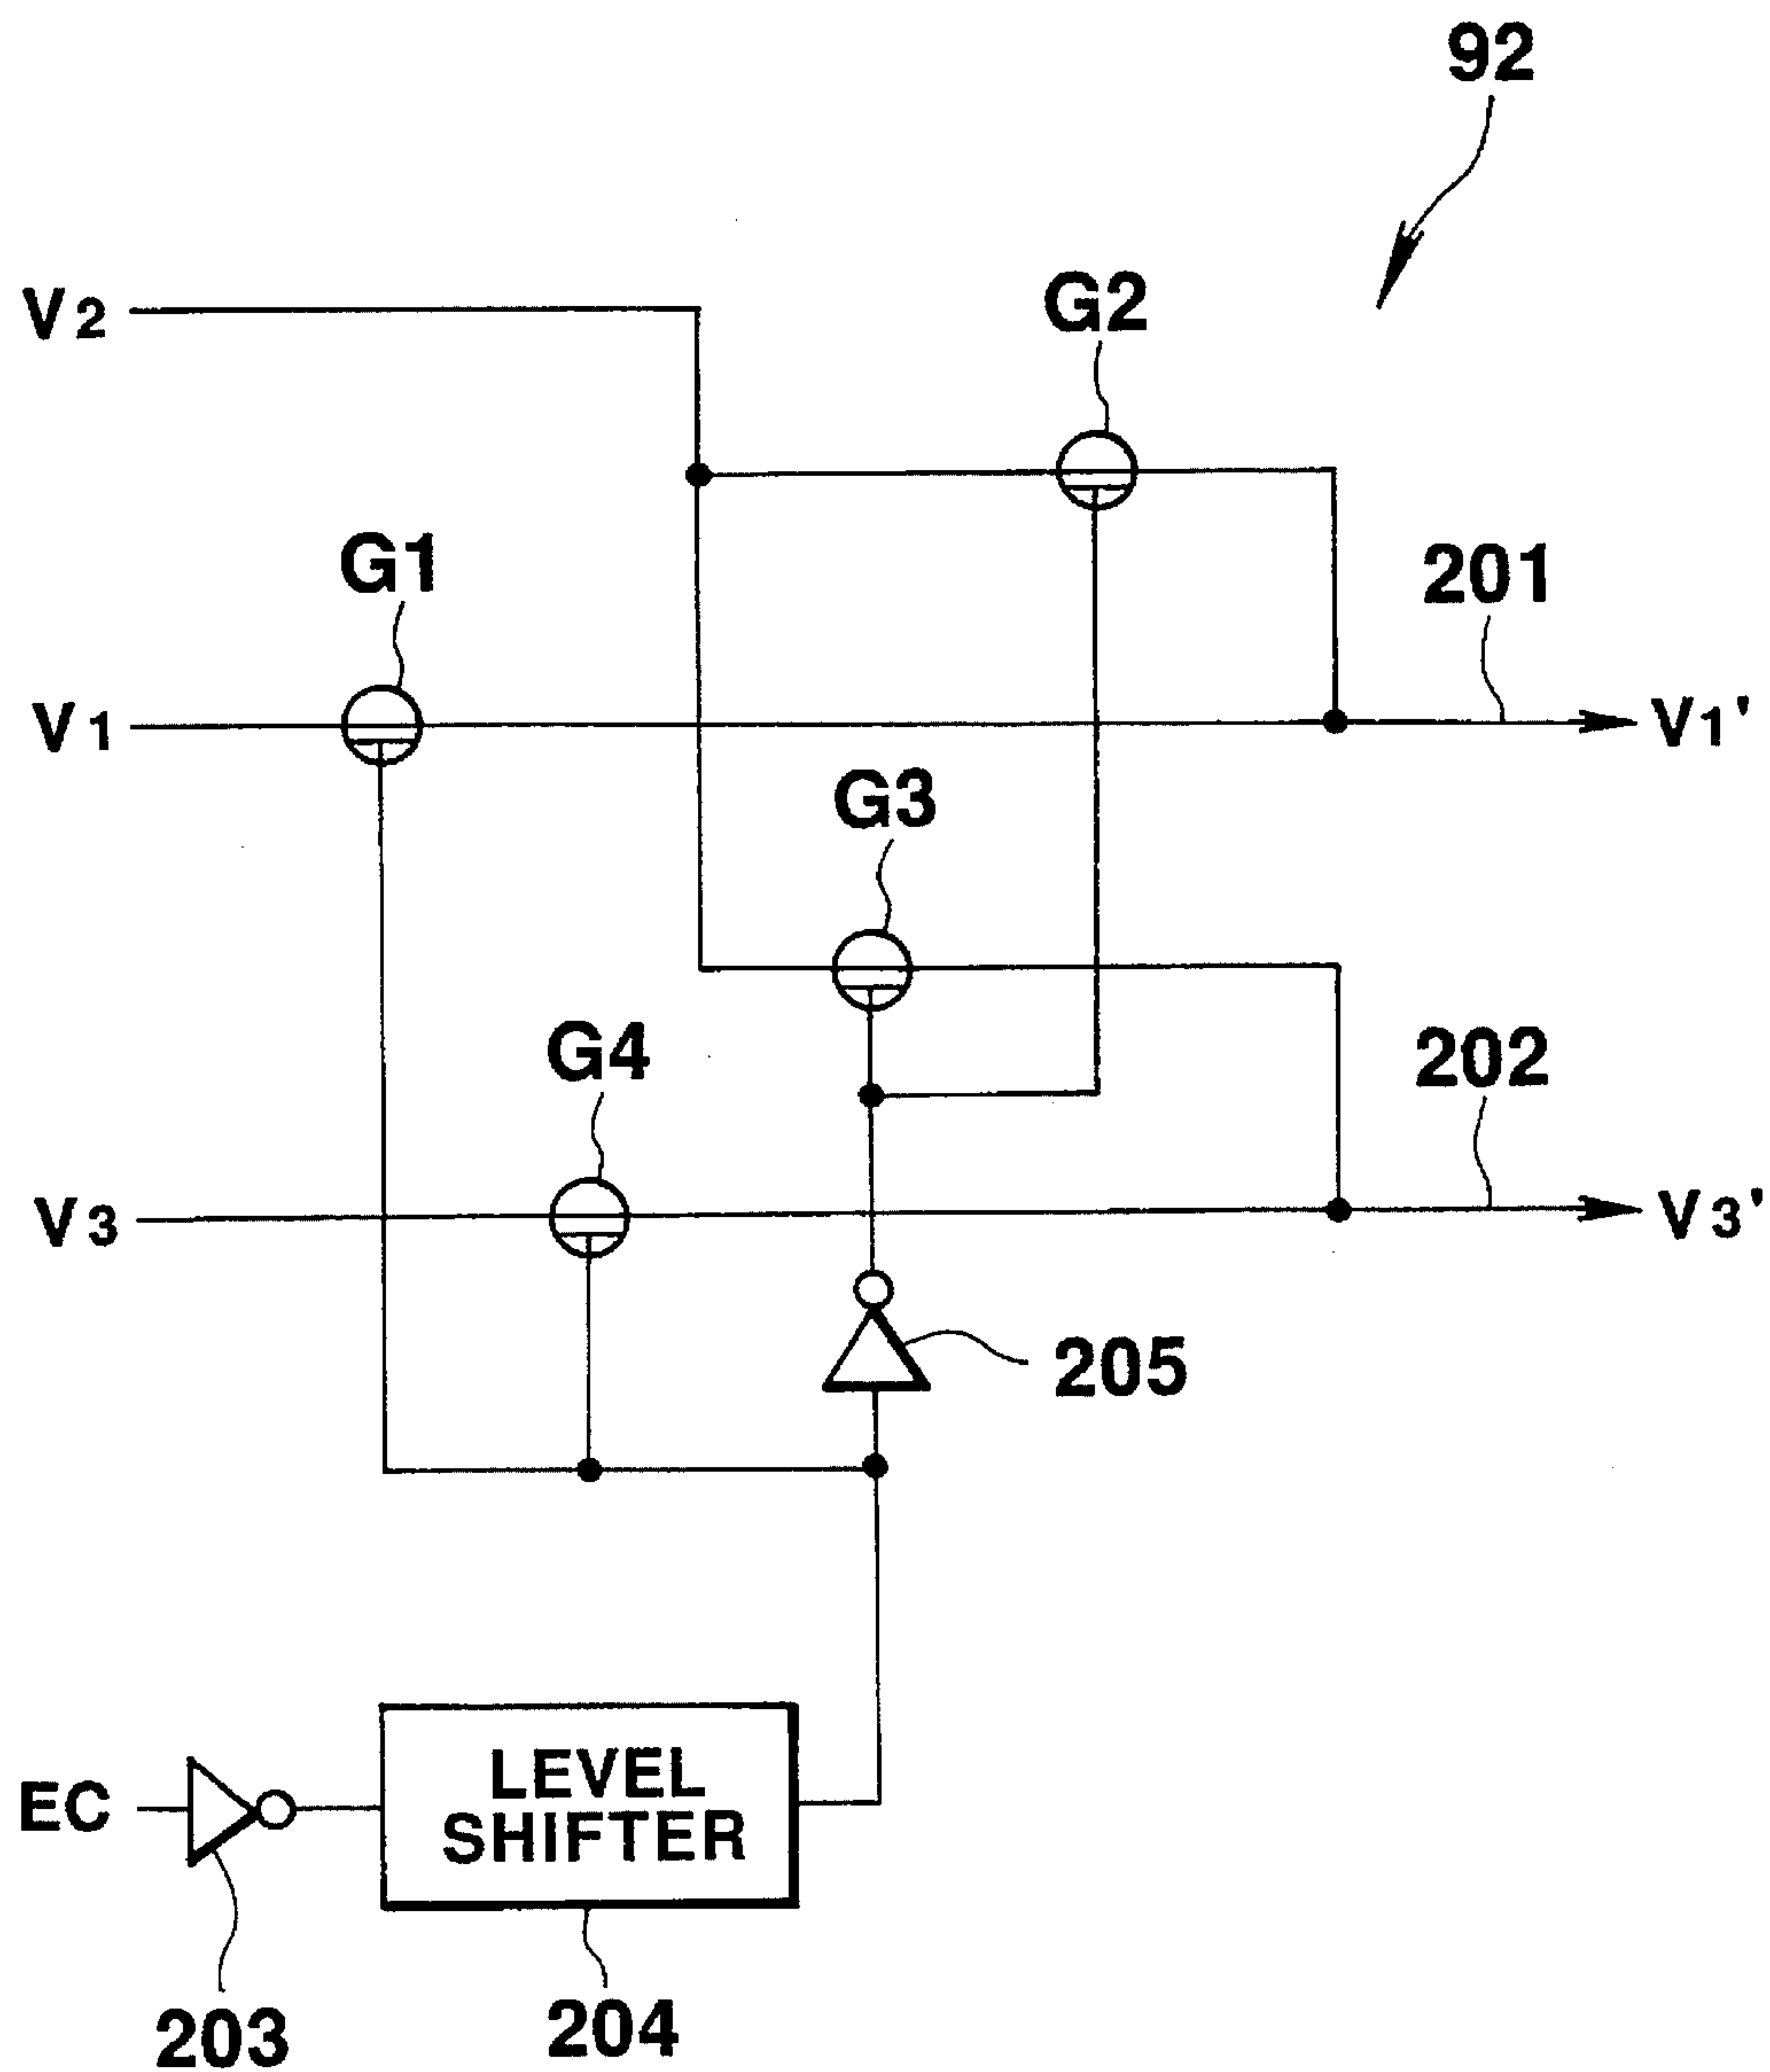 92
V2
G2
G1
201
V1
V1'
G3
G4
202
V3
V3'
205
EC
LEVEL
SHIFTER
203
204